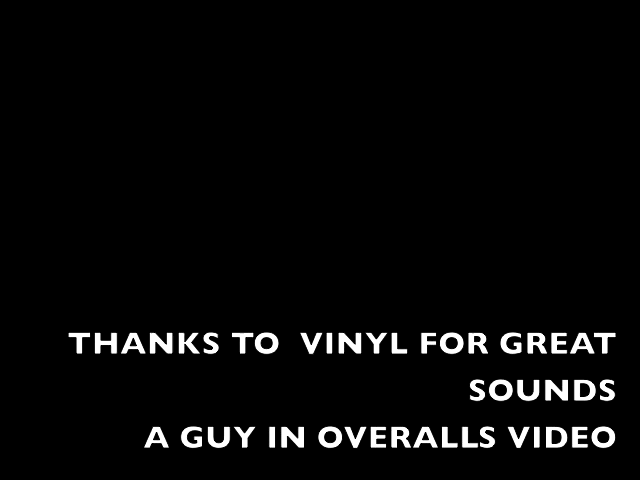 THANKS TO  VINYL FOR GREAT
SOUNDS
A GUY IN OVERALLS VIDEO